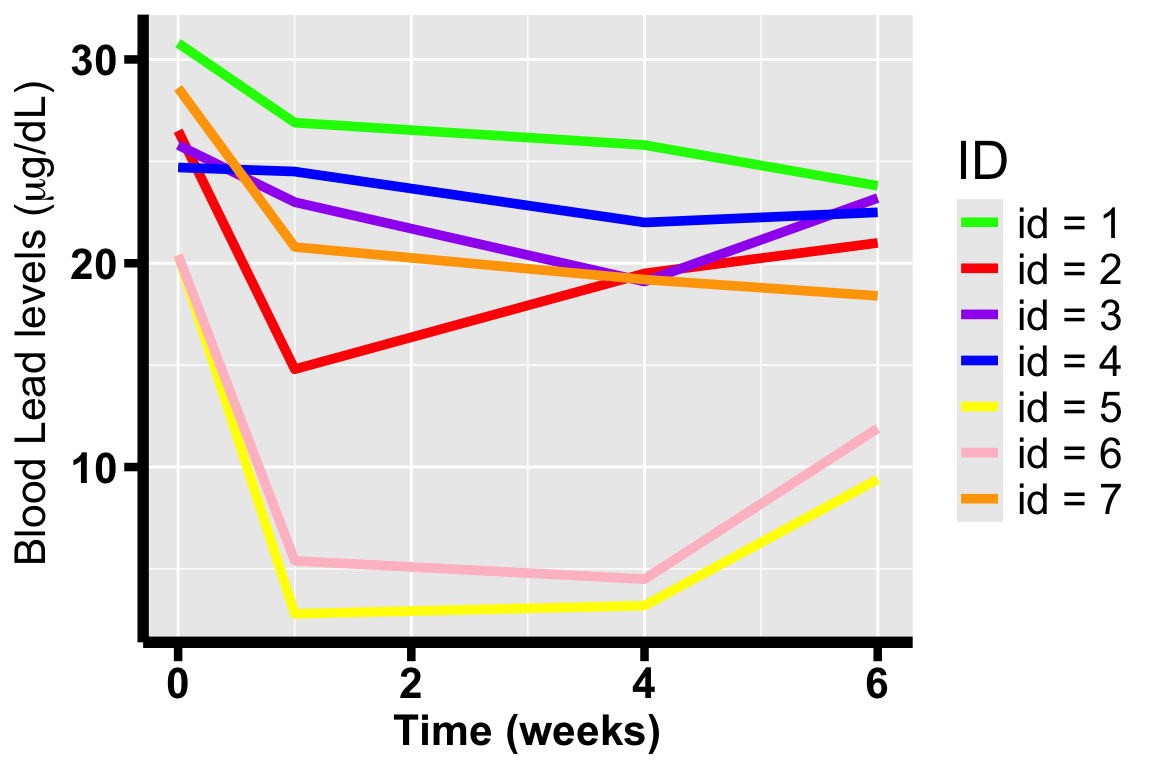 Blood Lead levels (μg/dL)
30
20
10
0 2 4 6
Time (weeks)
ID
id = 1
id = 2
id = 3
id = 4
id = 5
id = 6
id = 7